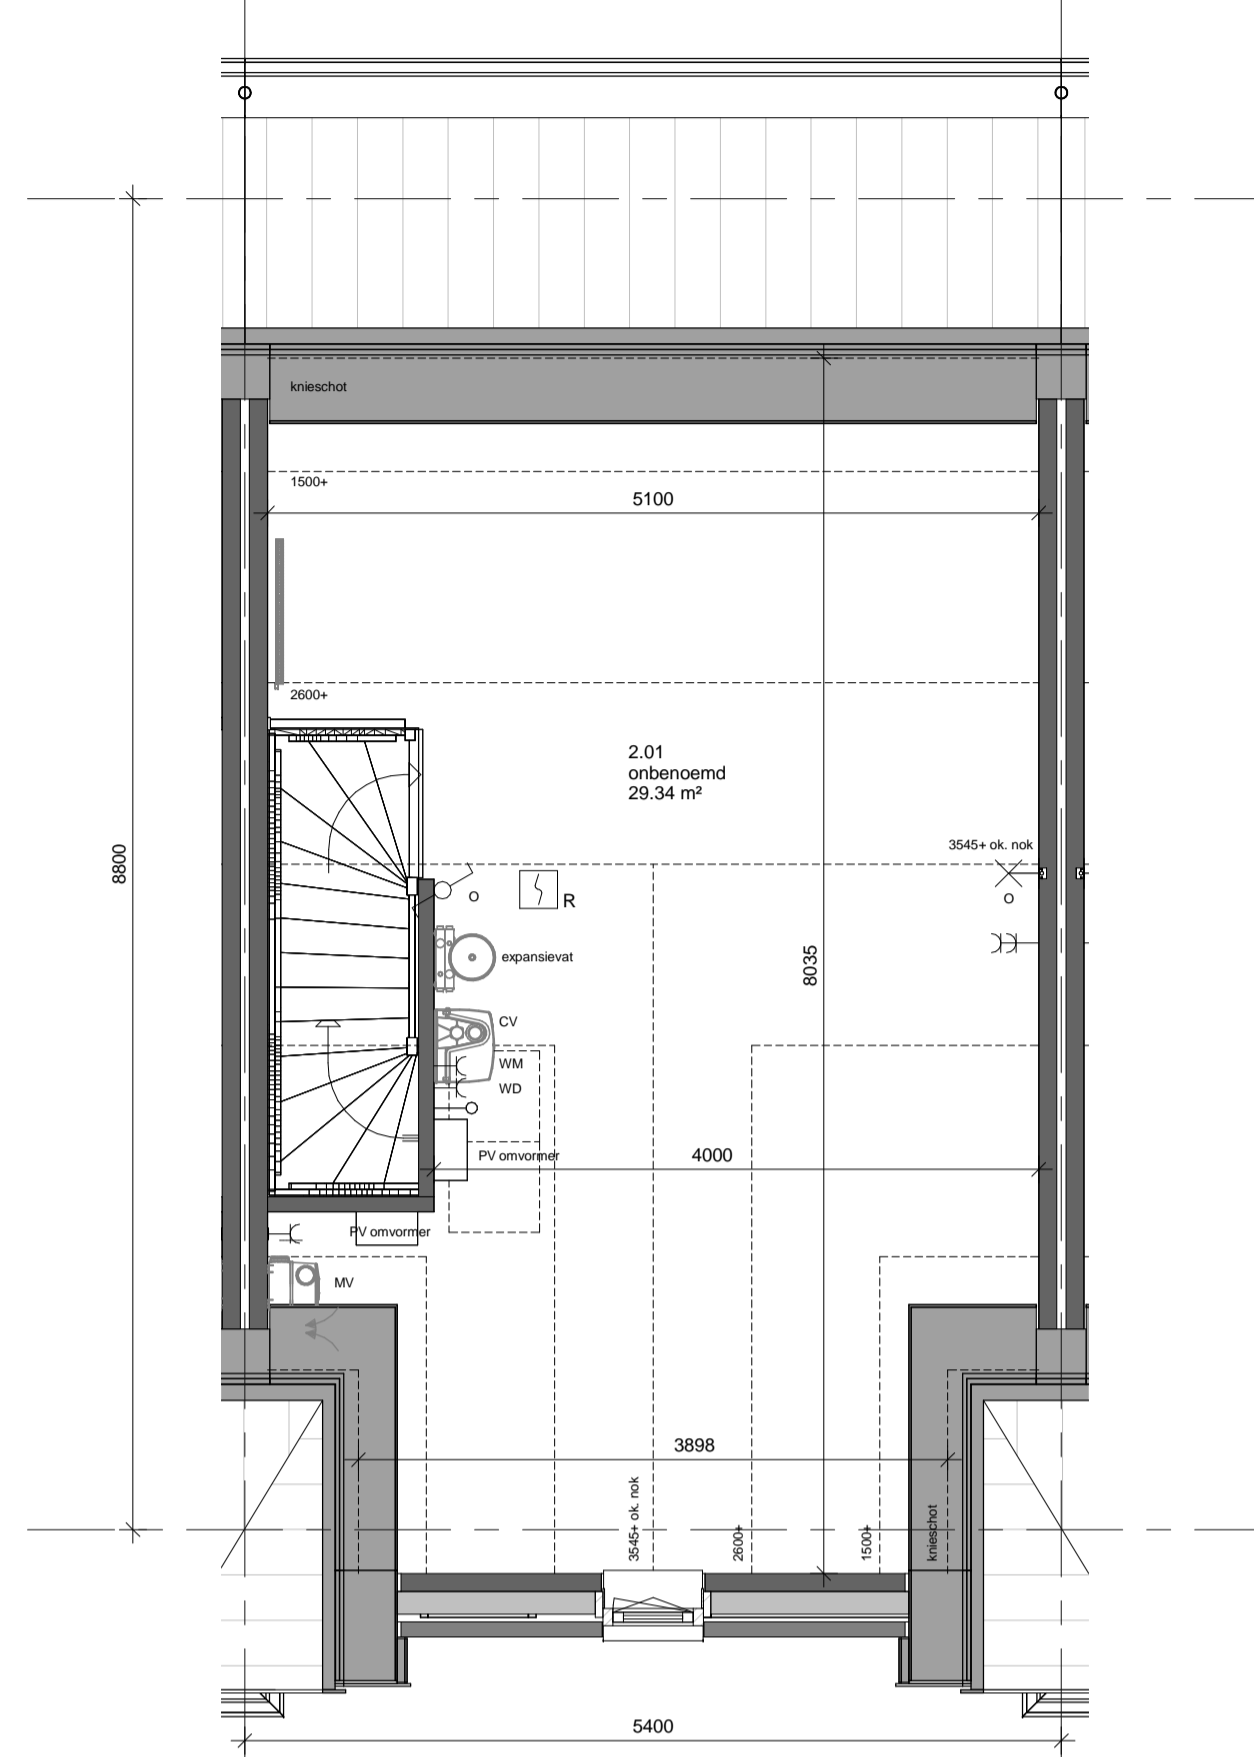 knieschot
1500+
5100
2600+
2.01
onbenoemd
29.34 m²
8800
3545+ ok. nok
O
R
O
expansievat
8035
CV
WM
WD
PV omvormer
4000
PV omvormer
MV
3898
3545+ ok. nok
2600+
1500+
knieschot
5400